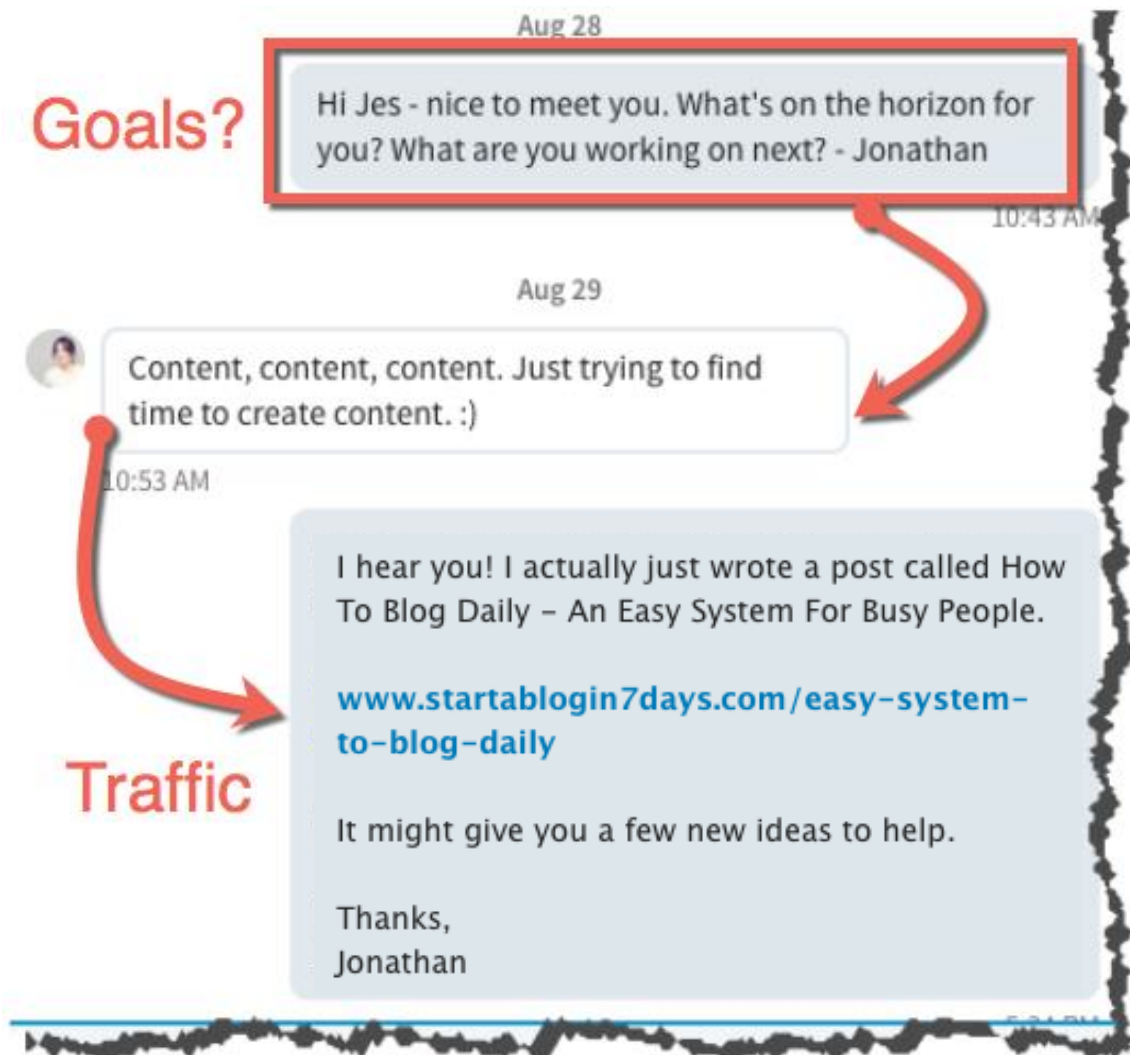 Aug 28
Goals?
Hi Jes - nice to meet you. What's on the horizon for
you? What are you working on next? - Jonathan
10:43 AM
Aug 29
Content, content, content. Just trying to find
time to create content. :)
10:53 AM
I hear you! I actually just wrote a post called How
To Blog Daily – An Easy System For Busy People.
www.startablogin7days.com/easy-system-
to-blog-daily
Traffic
It might give you a few new ideas to help.
Thanks,
Jonathan